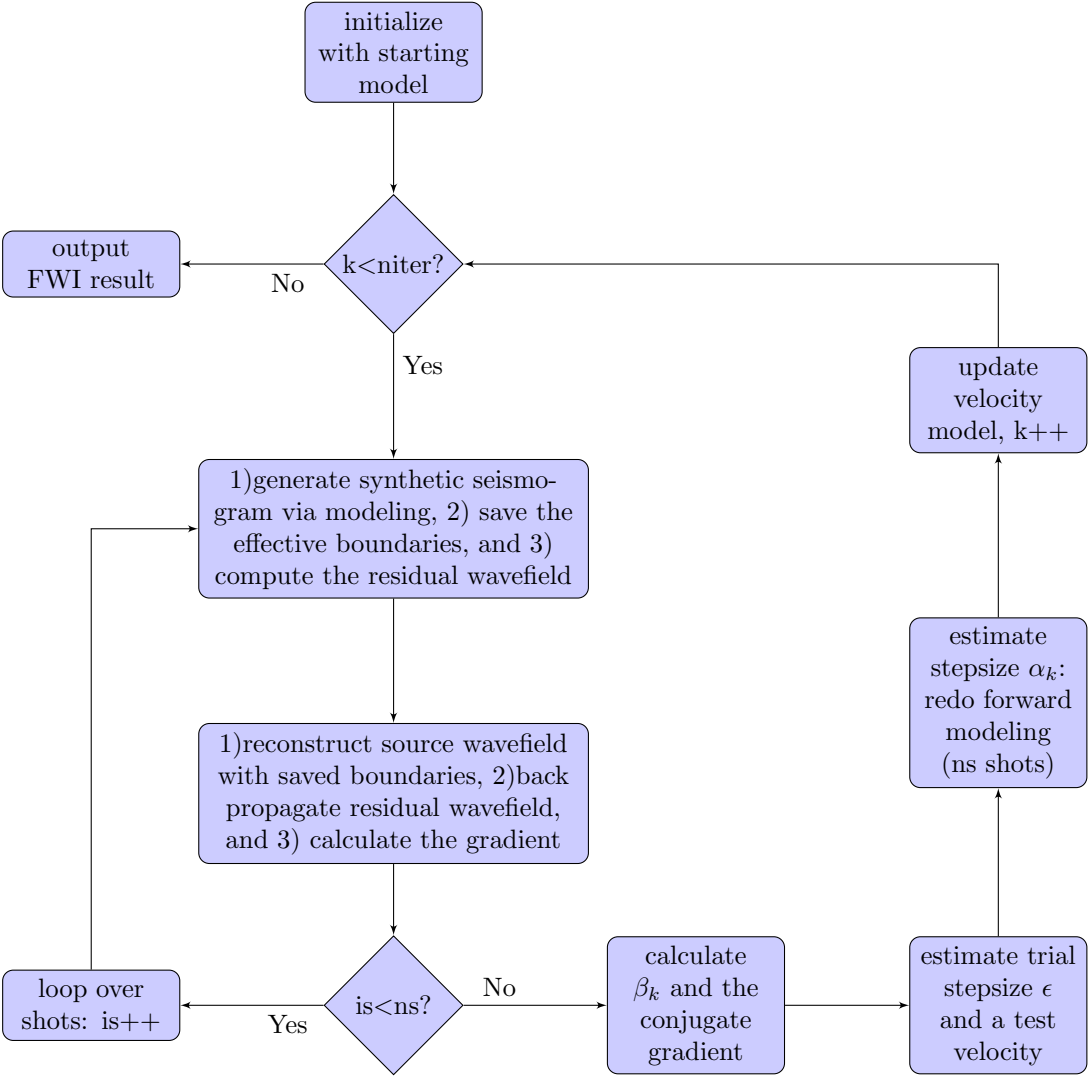 initialize
with starting
model
k<niter?
No
output
FWI result
Yes
1)generate synthetic seismo-
gram via modeling, 2) save the
effective boundaries, and 3)
compute the residual wavefield
1)reconstruct source wavefield
with saved boundaries, 2)back
propagate residual wavefield,
and 3) calculate the gradient
is<ns?
Yes
loop over
shots: is++
No
calculate
βk and the
conjugate
gradient
estimate trial
stepsize ϵ
and a test
velocity
estimate
stepsize αk:
redo forward
modeling
(ns shots)
update
velocity
model, k++